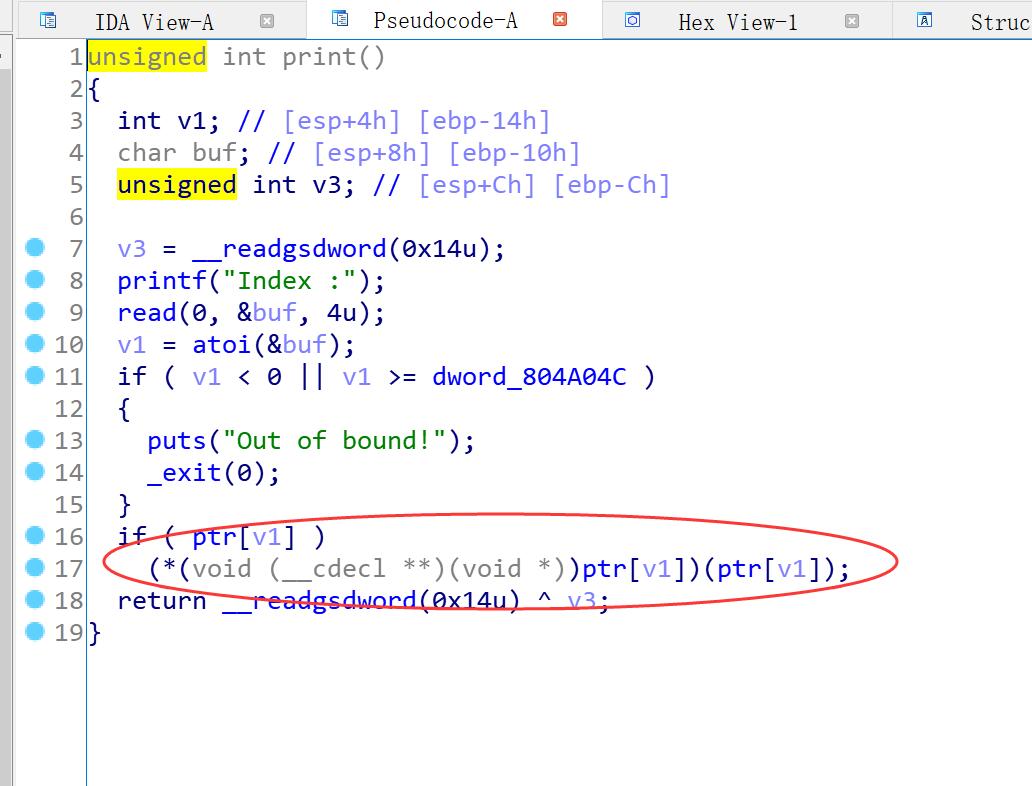 IDA View-A Pseudocode-A Hex View-1 Struc
1 unsigned int print()
2 {
3 int v1; // [esp+4h] [ebp-14h]
4 char buf; // [esp+8h] [ebp-10h]
5 unsigned int v3; // [esp+Ch] [ebp-Ch]
6
7 v3 = __readgsdword(0x14u);
8 printf("Index :");
9 read(0, &buf, 4u);
10 v1 = atoi(&buf);
11 if ( v1 < 0 || v1 >= dword_804A04C )
12 {
13 puts("Out of bound!");
14 _exit(0);
15 }
16 if ( ptr[v1] )
17 (*(void (__cdecl **)(void *))ptr[v1])(ptr[v1]);
18 return __readgsdword(0x14u) ^ v3;
19 }